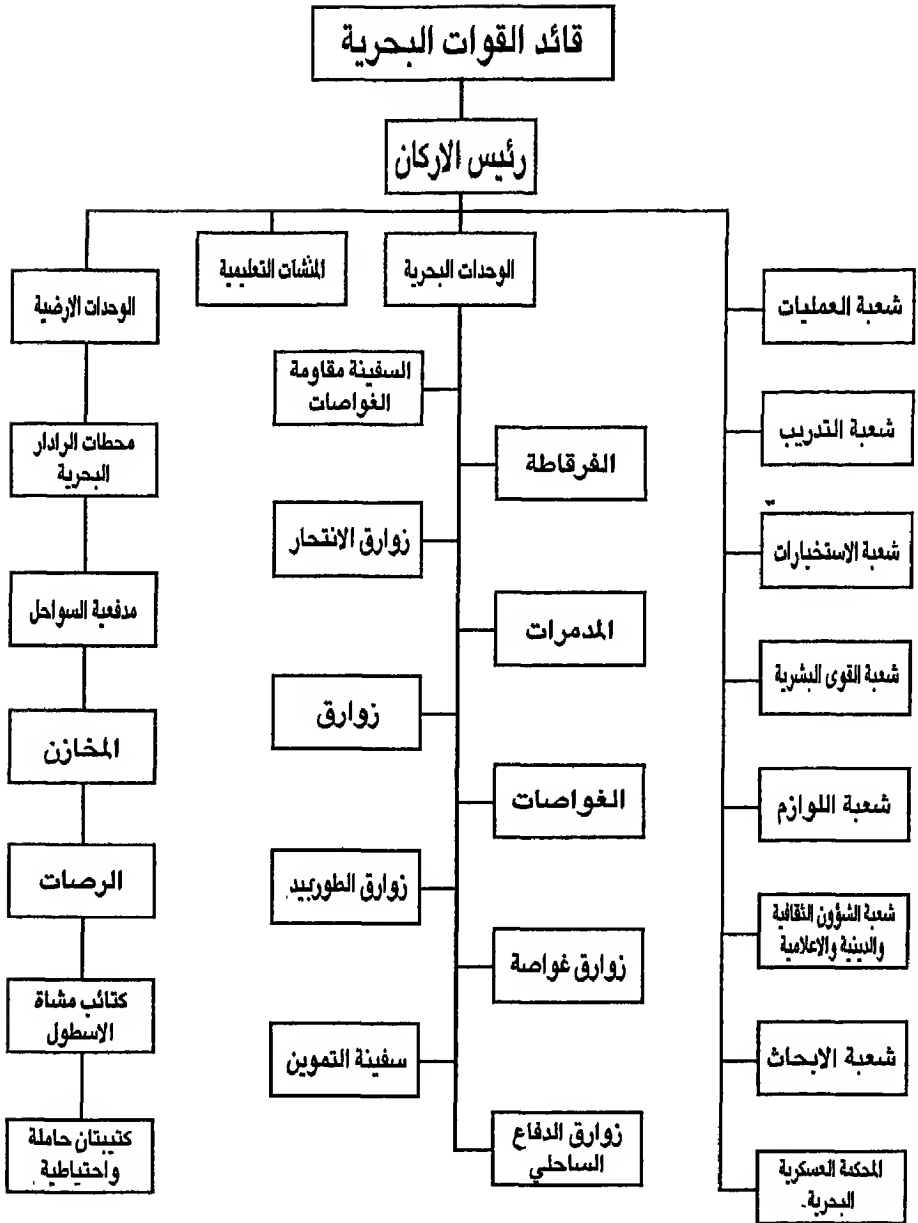 قائد القوات البحرية
رئيس الاركان
شعبة العمليات
شعبة التدريب
شعبة الاستخبارات
شعبة القوى البشرية
شعبة اللوازم
شعبة الشؤون الثقافية
والدينية والاعلامية
شعبة الابحاث
المحكمة العسكرية
البحرية.
الوحدات البحرية
السفينة مقاومة
الغواصات
الفرقاطة
زوارق الانتحار
المدمرات
زوارق
الغواصات
زوارق الطوربيد
زوارق غواصة
سفينة التموين
زوارق الدفاع
الساحلي
المنشات التعليمية
الوحدات الارضية
محطات الرادار
البحرية
مدفعية السواحل
المخازن
الرصات
كتائب مشاة
الاسطول
كتيبتان حاملة
واحتياطية